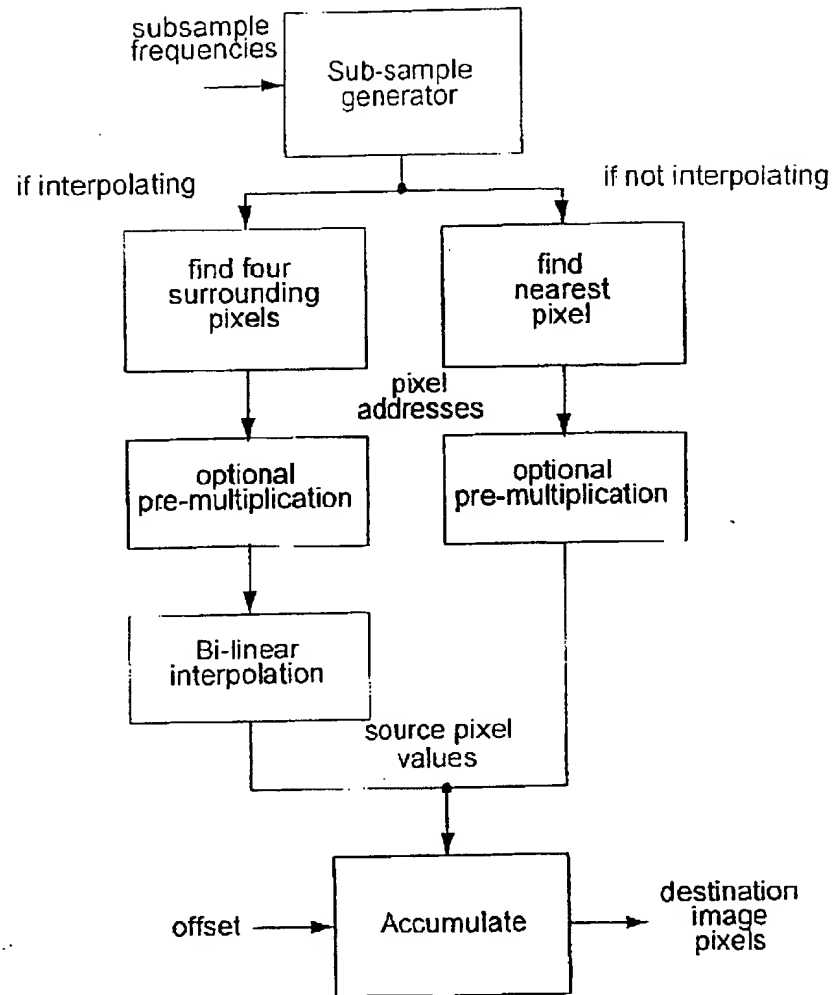 subsample
frequencies
Sub-sample
generator
if interpolating
if not interpolating
find four
surrounding
pixels
find
nearest
pixel
pixel
addresses
optional
pre-multiplication
optional
pre-multiplication
Bi-linear
interpolation
source pixel
values
offset
Accumulate
destination
image
pixels